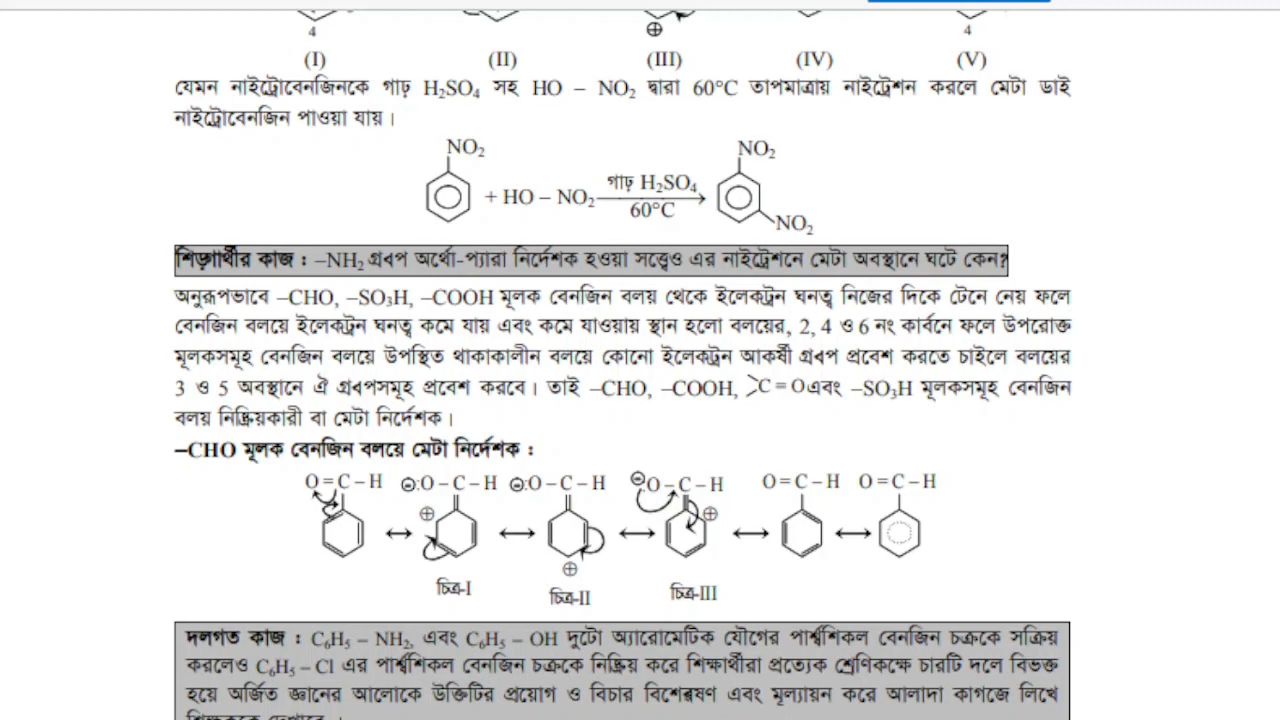 4
4
(I) (II) (III) (IV) (V)
যেমন নাইট্রোবেনজিনকে গাঢ় H₂SO₄ সহ HO – NO₂ দ্বারা 60°C তাপমাত্রায় নাইট্রেশন করলে মেটা ডাই
নাইট্রোবেনজিন পাওয়া যায়।
NO₂ NO₂
+ HO – NO₂ গাঢ় H₂SO₄
60°C
NO₂
শিক্ষার্থীর কাজ : –NH₂ গ্রবপ অর্থো-প্যারা নির্দেশক হওয়া সত্ত্বেও এর নাইট্রেশনে মেটা অবস্থানে ঘটে কেন?
অনুরূপভাবে –CHO, –SO₃H, –COOH মূলক বেনজিন বলয় থেকে ইলেকট্রন ঘনত্ব নিজের দিকে টেনে নেয় ফলে
বেনজিন বলয়ে ইলেকট্রন ঘনত্ব কমে যায় এবং কমে যাওয়ায় স্থান হলো বলয়ের, 2, 4 ও 6 নং কার্বনে ফলে উপরোক্ত
মূলকসমূহ বেনজিন বলয়ে উপস্থিত থাকাকালীন বলয়ে কোনো ইলেকট্রন আকর্ষী গ্রবপ প্রবেশ করতে চাইলে বলয়ের
3 ও 5 অবস্থানে ঐ গ্রবপসমূহ প্রবেশ করবে। তাই –CHO, –COOH, >C = O এবং –SO₃H মূলকসমূহ বেনজিন
বলয় নিষ্ক্রিয়কারী বা মেটা নির্দেশক।
–CHO মূলক বেনজিন বলয়ে মেটা নির্দেশক :
O = C – H ⊖:O – C – H ⊖:O – C – H ⊖:O – C – H O = C – H O = C – H
চিত্র-I চিত্র-II চিত্র-III
দলগত কাজ : C₆H₅ – NH₂, এবং C₆H₅ – OH দুটো অ্যারোমেটিক যৌগের পার্শ্বশিকল বেনজিন চক্রকে সক্রিয়
করলেও C₆H₅ – Cl এর পার্শ্বশিকল বেনজিন চক্রকে নিষ্ক্রিয় করে শিক্ষার্থীরা প্রত্যেক শ্রেণিকক্ষে চারটি দলে বিভক্ত
হয়ে অর্জিত জ্ঞানের আলোকে উক্তিটির প্রয়োগ ও বিচার বিশেৱষণ এবং মূল্যায়ন করে আলাদা কাগজে লিখে